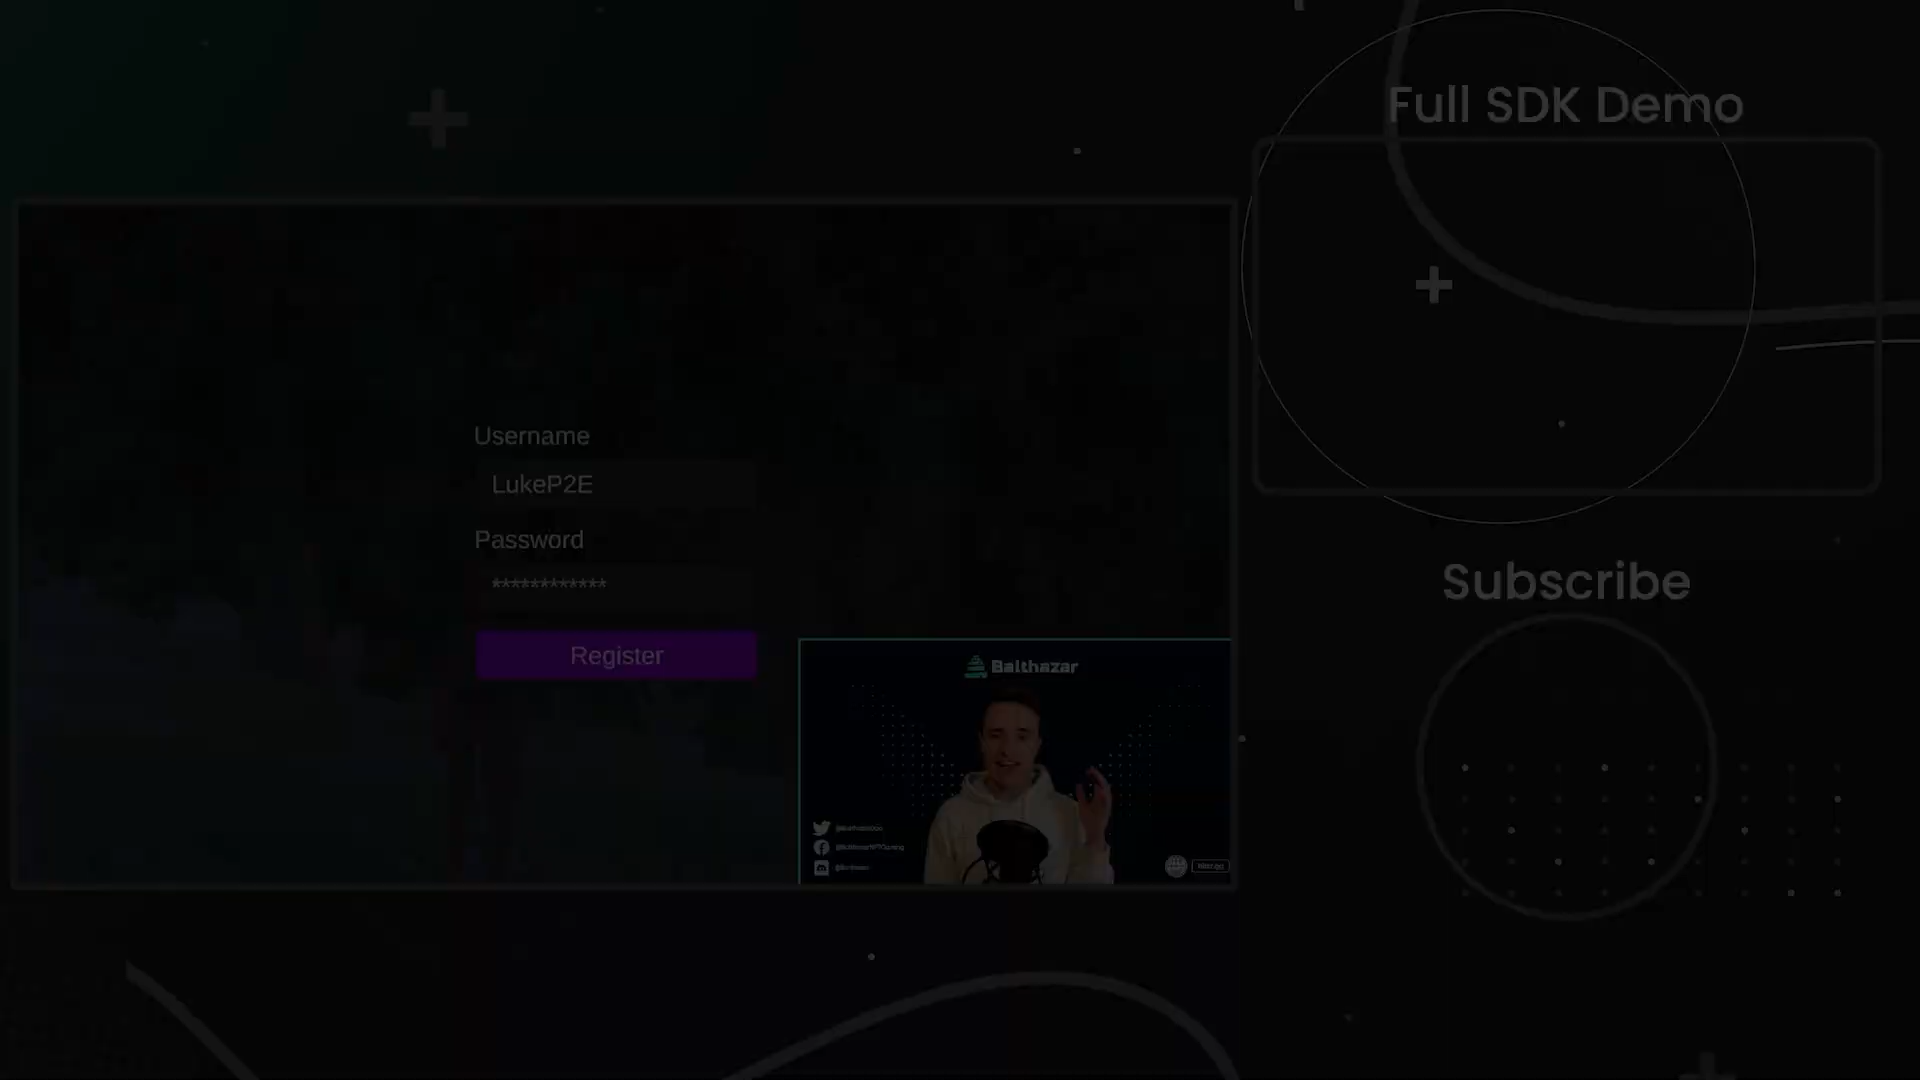 Full SDK Demo
Username
LukeP2E
Password
************
Register
Balthazar
Subscribe